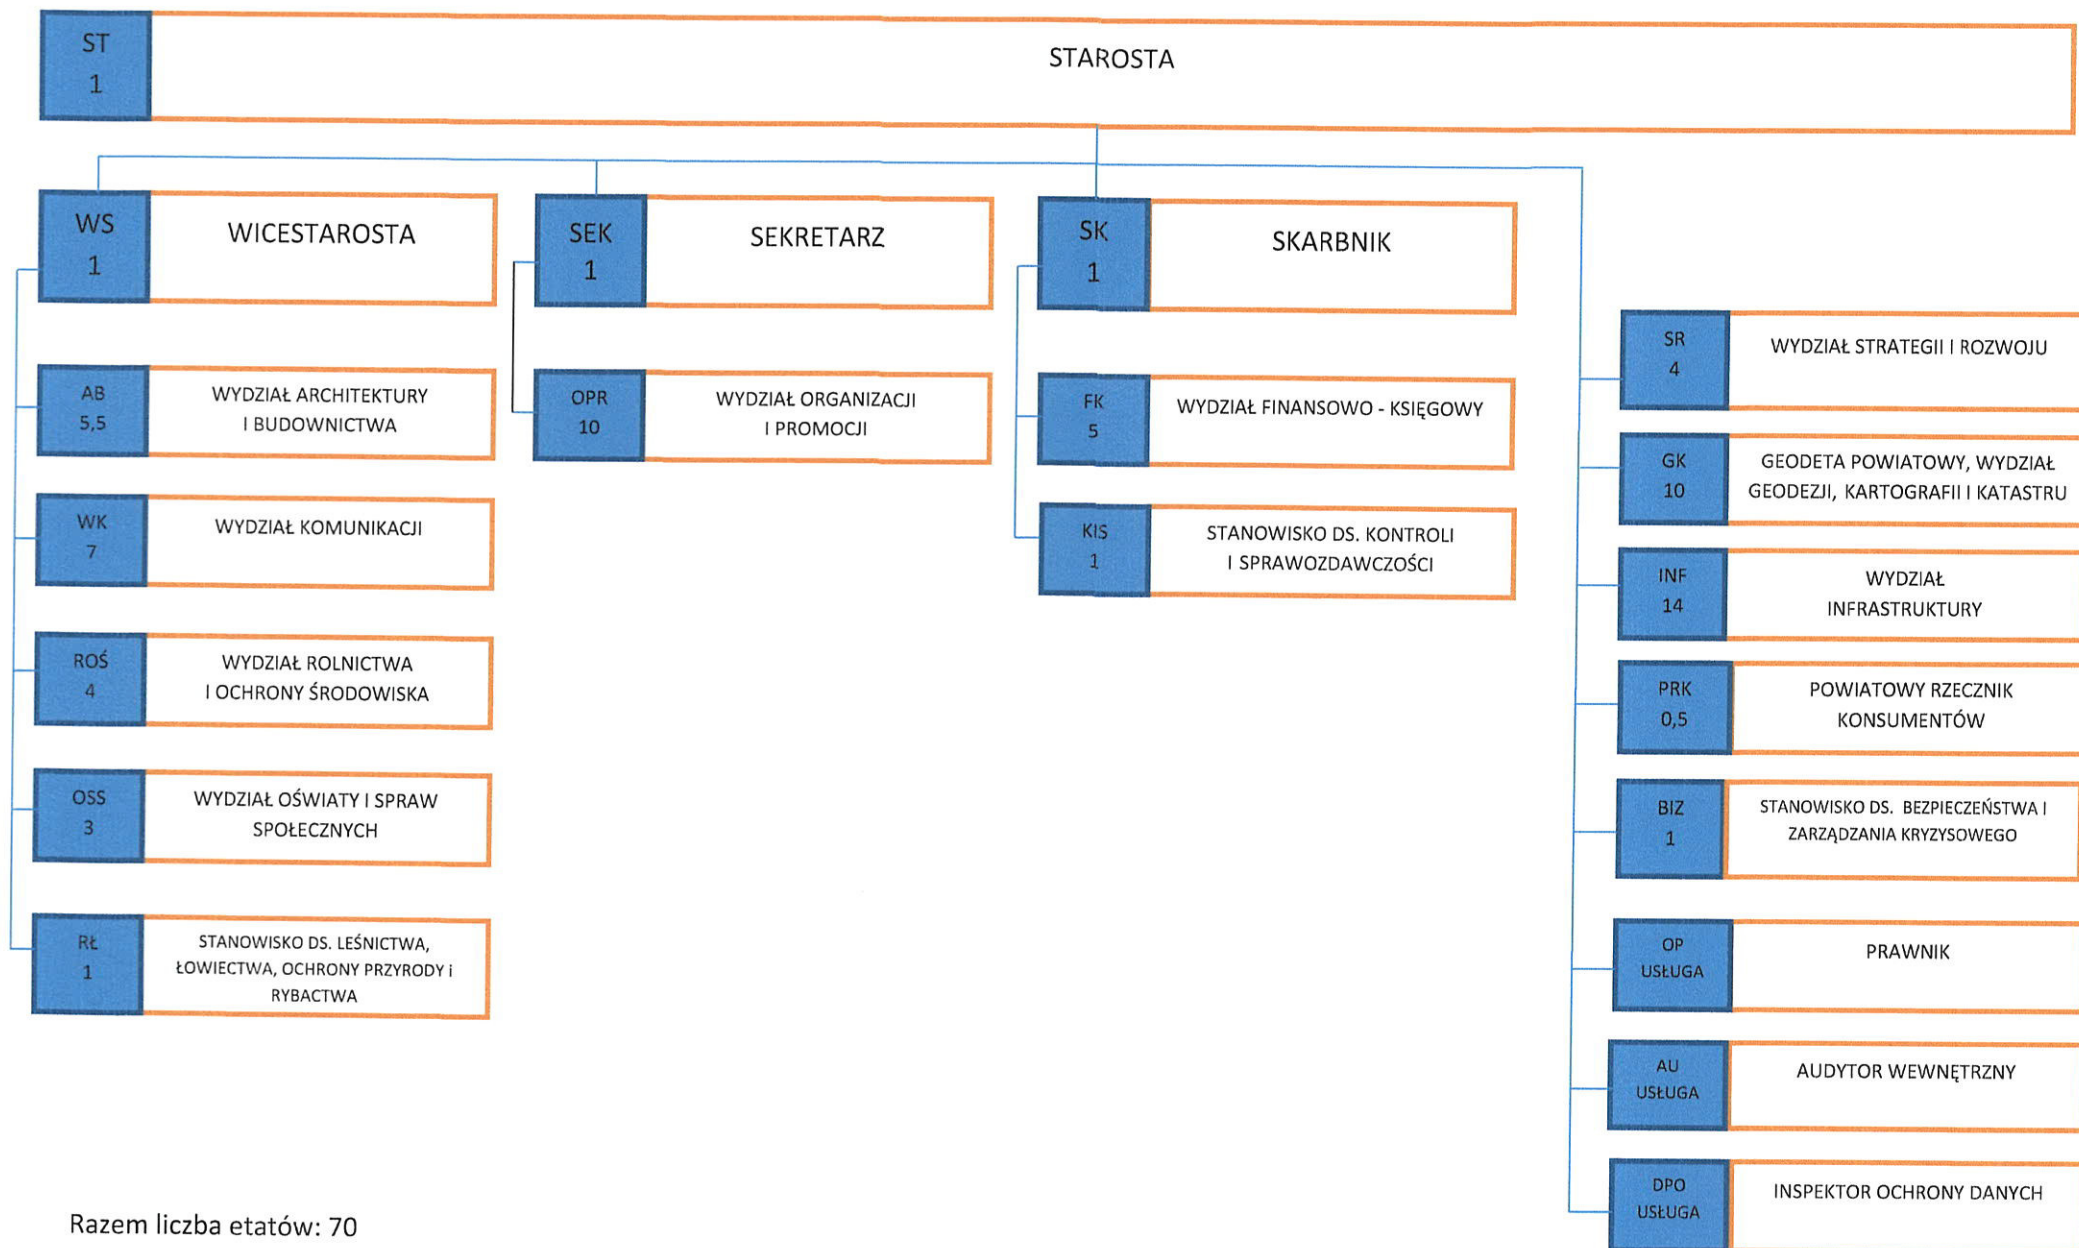 ST
1
STAROSTA
WS
1
WICESTAROSTA
SEK
1
SEKRETARZ
SK
1
SKARBNIK
AB
5,5
WYDZIAŁ ARCHITEKTURY
I BUDOWNICTWA
WK
7
WYDZIAŁ KOMUNIKACJI
ROŚ
4
WYDZIAŁ ROLNICTWA
I OCHRONY ŚRODOWISKA
OSS
3
WYDZIAŁ OŚWIATY I SPRAW
SPOŁECZNYCH
RŁ
1
STANOWISKO DS. LEŚNICTWA,
ŁOWIECTWA, OCHRONY PRZYRODY i
RYBACTWA
OPR
10
WYDZIAŁ ORGANIZACJI
I PROMOCJI
FK
5
WYDZIAŁ FINANSOWO - KSIĘGOWY
KIS
1
STANOWISKO DS. KONTROLI
I SPRAWOZDAWCZOŚCI
SR
4
WYDZIAŁ STRATEGII I ROZWOJU
GK
10
GEODETA POWIATOWY, WYDZIAŁ
GEODEZJI, KARTOGRAFII I KATASTRU
INF
14
WYDZIAŁ
INFRASTRUKTURY
PRK
0,5
POWIATOWY RZECZNIK
KONSUMENTÓW
BIZ
1
STANOWISKO DS. BEZPIECZEŃSTWA I
ZARZĄDZANIA KRYZYSOWEGO
OP
USŁUGA
PRAWNIK
AU
USŁUGA
AUDYTOR WEWNĘTRZNY
DPO
USŁUGA
INSPEKTOR OCHRONY DANYCH
Razem liczba etatów: 70